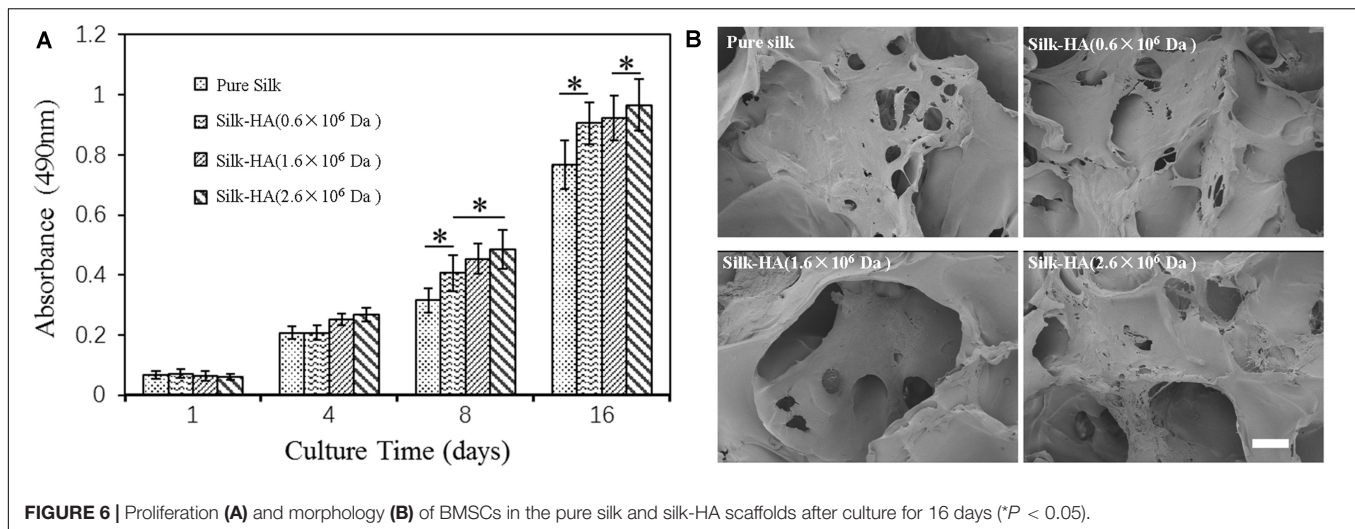 A
1.2
1
0.8
0.6
0.4
0.2
0
Absorbance (490nm)
Pure Silk
Silk-HA(0.6×10⁶ Da )
Silk-HA(1.6×10⁶ Da )
Silk-HA(2.6×10⁶ Da )
* *
* *
1 4 8 16
Culture Time (days)
B
Pure silk
Silk-HA(0.6×10⁶ Da )
Silk-HA(1.6×10⁶ Da )
Silk-HA(2.6×10⁶ Da )
FIGURE 6 | Proliferation (A) and morphology (B) of BMSCs in the pure silk and silk-HA scaffolds after culture for 16 days (*P < 0.05).